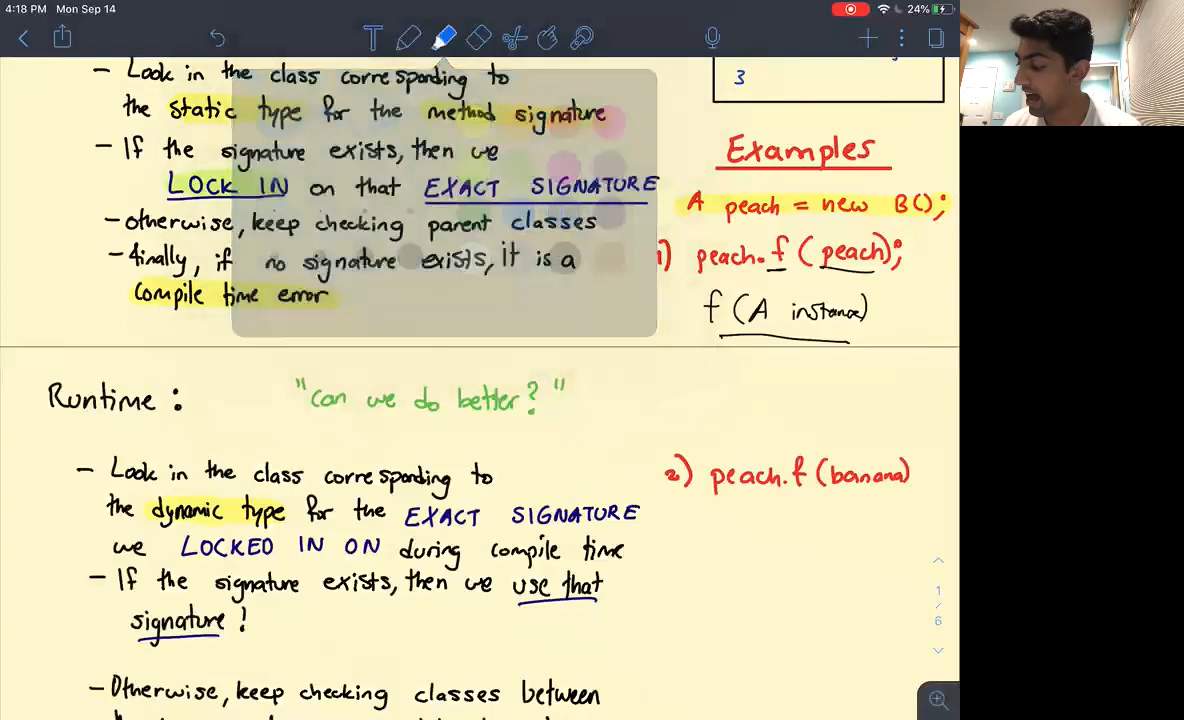 4:18 PM Mon Sep 14
24%
- Look in the class corresponding to
the static type for the method signature
- If the signature exists, then we
LOCK IN on that EXACT SIGNATURE
- otherwise, keep checking parent classes
- finally, if no signature exists, it is a
compile time error
3
Examples
A peach = new B();
1) peach.f (peach);
f (A instance)
Runtime: "can we do better?"
- Look in the class corresponding to
the dynamic type for the EXACT SIGNATURE
we LOCKED IN ON during compile time
- If the signature exists, then we use that
signature!
- Otherwise, keep checking classes between
2) peach.f (banana)
1
/
6